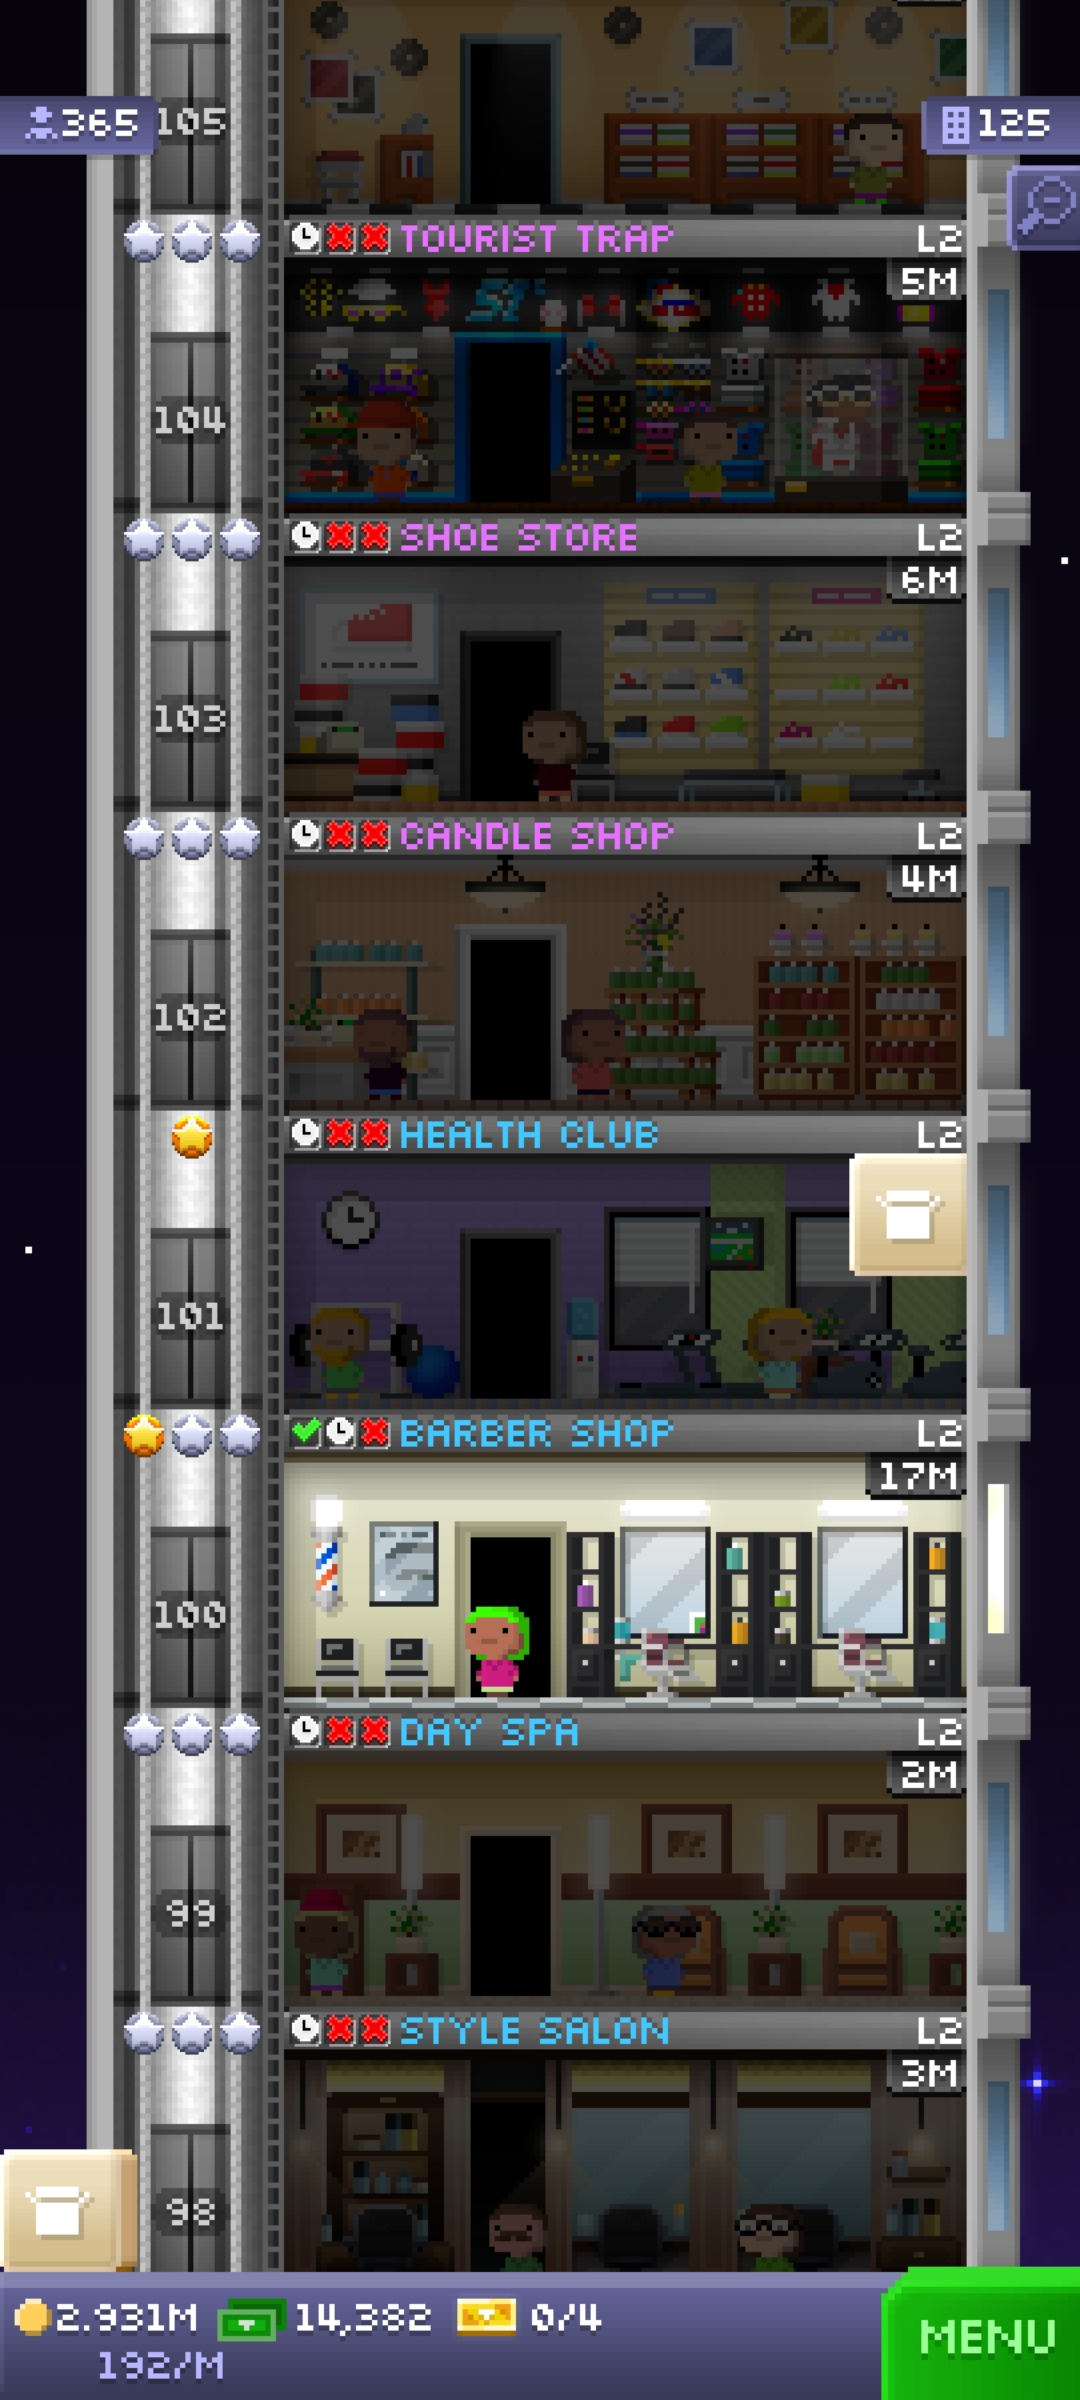 365
105
125
TOURIST TRAP L2
5M
104
SHOE STORE L2
6M
103
CANDLE SHOP L2
4M
102
HEALTH CLUB L2
101
BARBER SHOP L2
17M
100
DAY SPA L2
2M
99
STYLE SALON L2
3M
98
2.931M 14,382 0/4
192/M
MENU